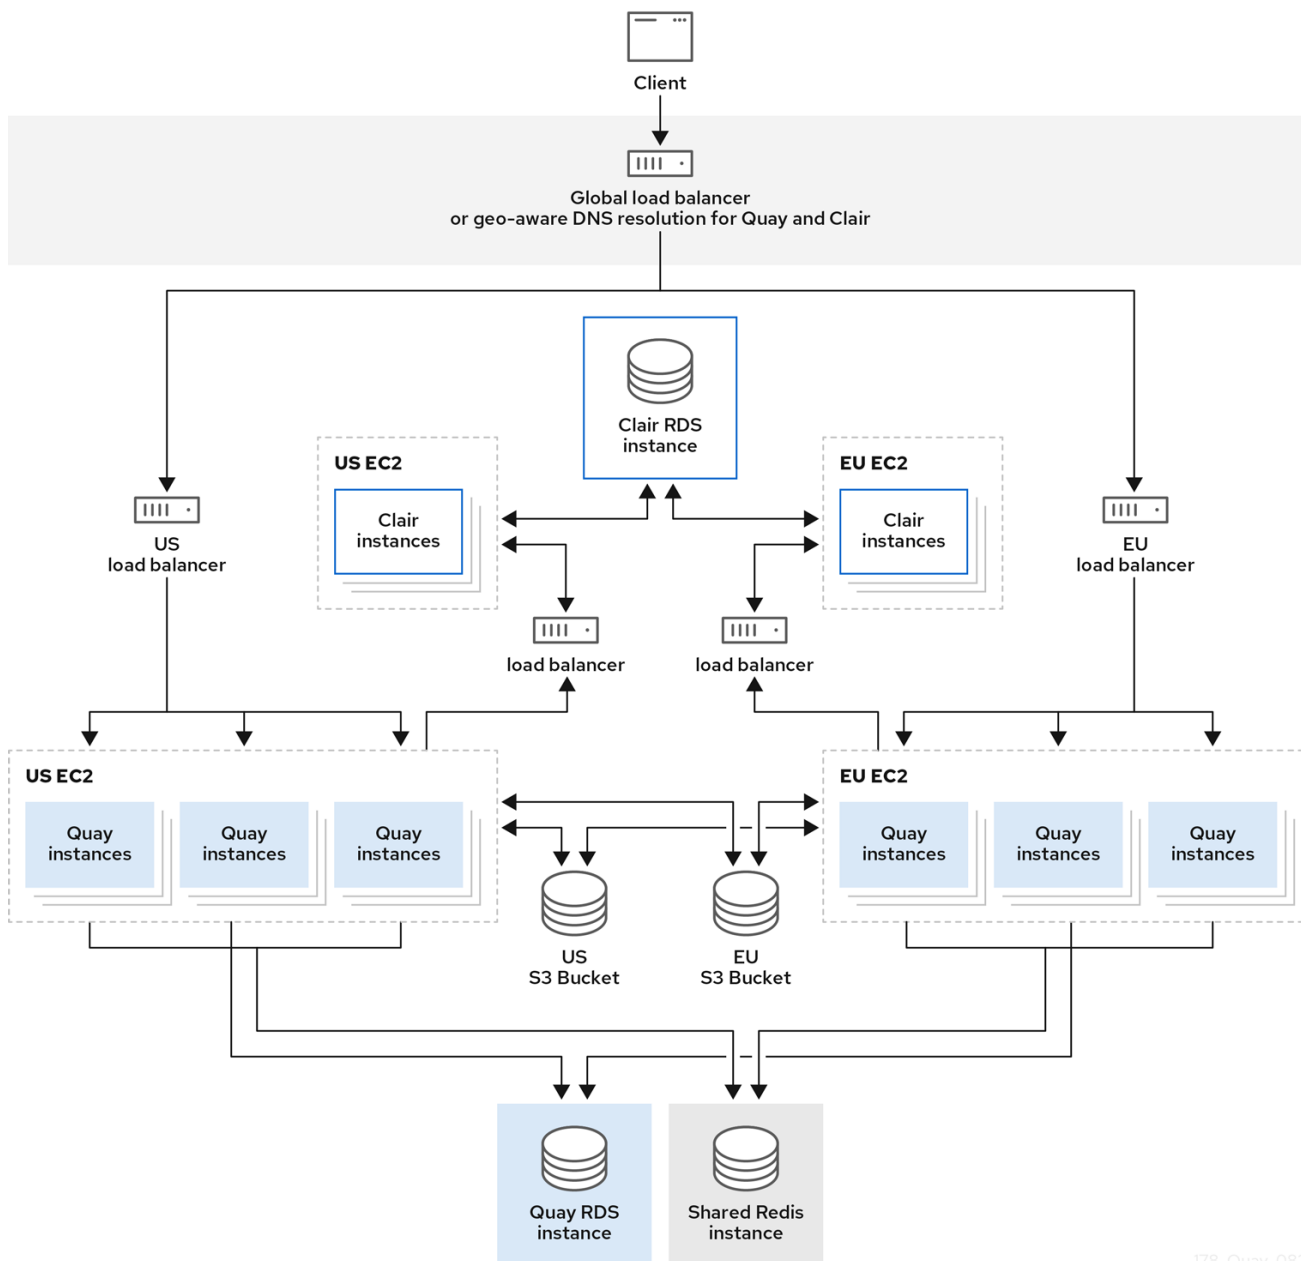 Client
Global load balancer
or geo-aware DNS resolution for Quay and Clair
Clair RDS
instance
US EC2
Clair
instances
EU EC2
Clair
instances
US
load balancer
EU
load balancer
load balancer
load balancer
US EC2
Quay
instances
Quay
instances
Quay
instances
EU EC2
Quay
instances
Quay
instances
Quay
instances
US
S3 Bucket
EU
S3 Bucket
Quay RDS
instance
Shared Redis
instance